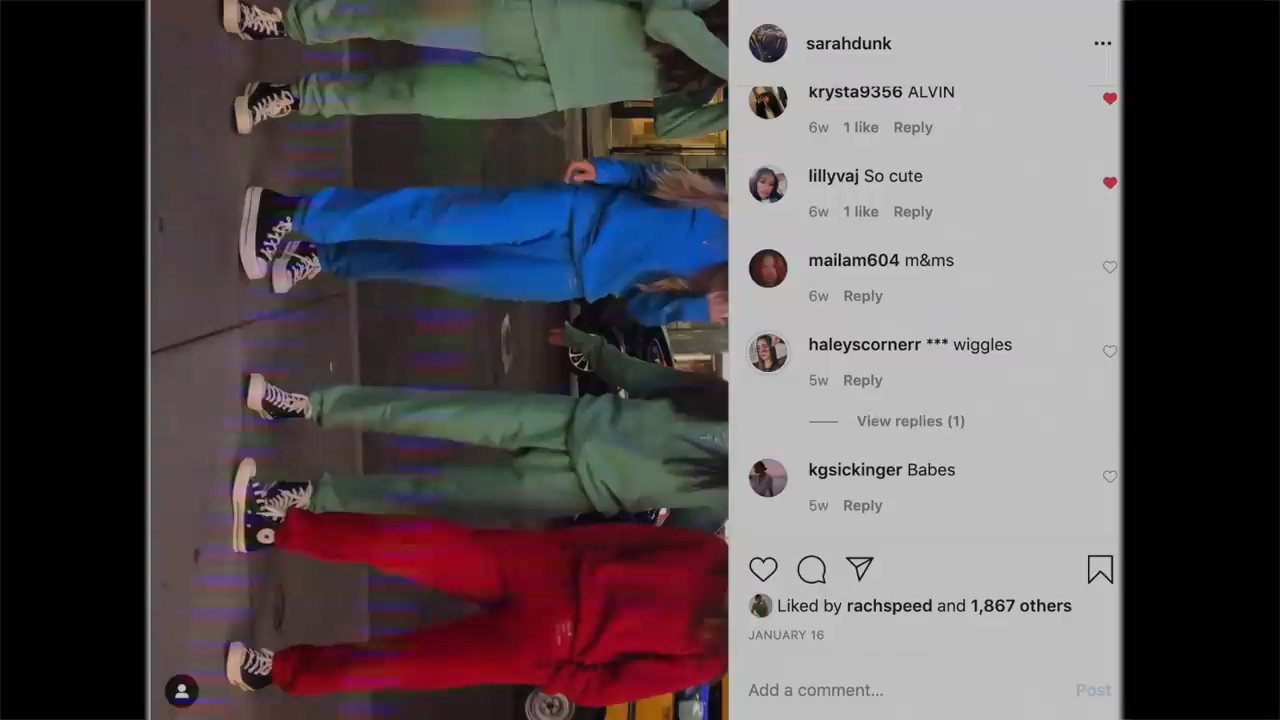 sarahdunk
krysta9356 ALVIN
6w 1 like Reply
lillyvaj So cute
6w 1 like Reply
mailam604 m&ms
6w Reply
haleyscornerr *** wiggles
5w Reply
View replies (1)
kgsickinger Babes
5w Reply
Liked by rachspeed and 1,867 others
JANUARY 16
Add a comment... Post